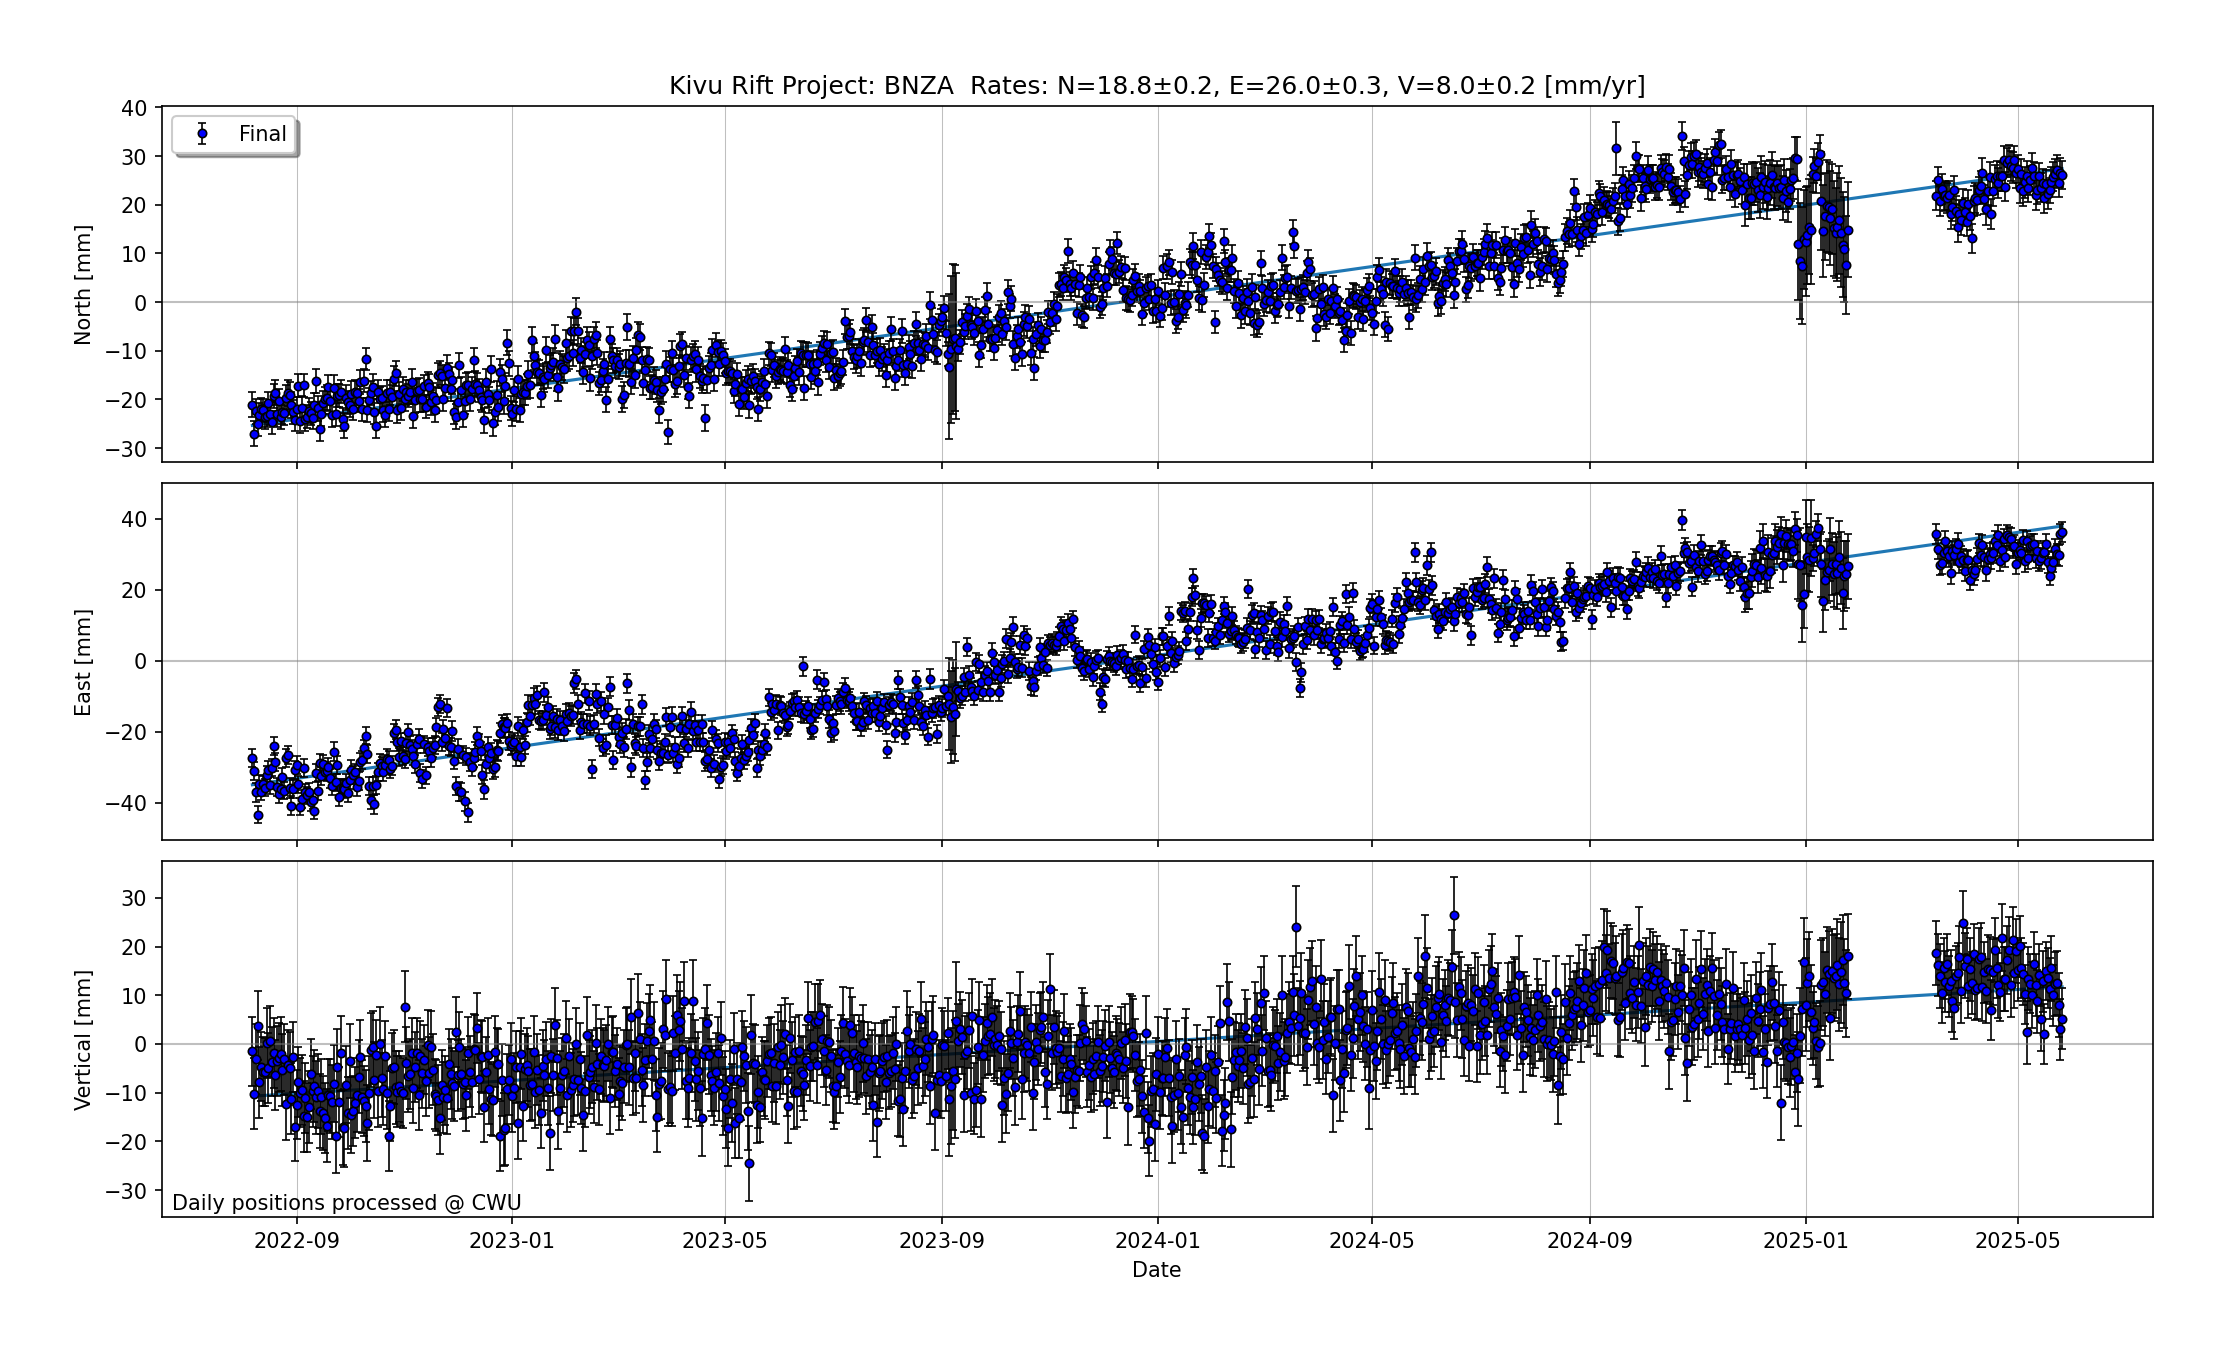 Kivu Rift Project: BNZA  Rates: N=18.8±0.2, E=26.0±0.3, V=8.0±0.2 [mm/yr]
Final
North [mm]
40
30
20
10
0
−10
−20
−30
East [mm]
40
20
0
−20
−40
Vertical [mm]
30
20
10
0
−10
−20
−30
Daily positions processed @ CWU
2022-09 2023-01 2023-05 2023-09 2024-01 2024-05 2024-09 2025-01 2025-05
Date